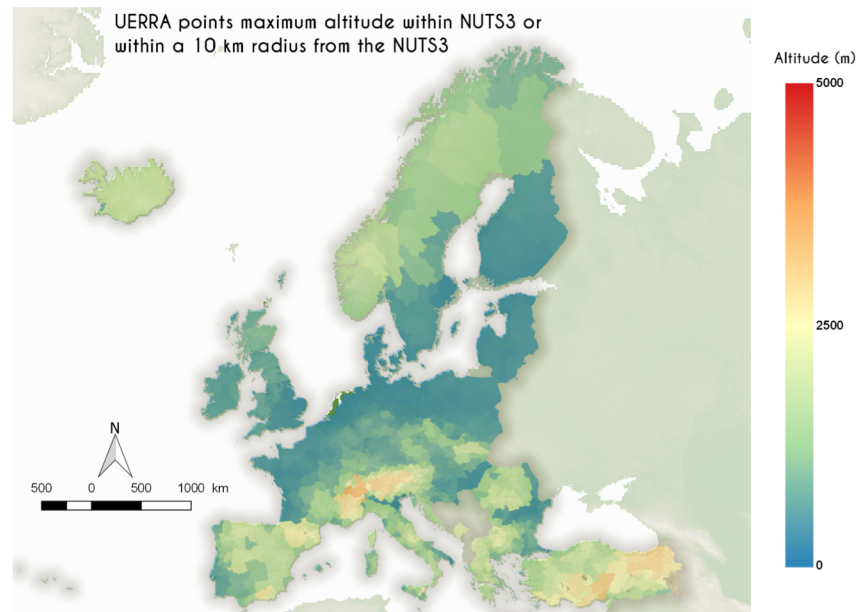 UERRA points maximum altitude within NUTS3 or
within a 10 km radius from the NUTS3
Altitude (m)
5000
2500
0
N
500 0 500 1000 km